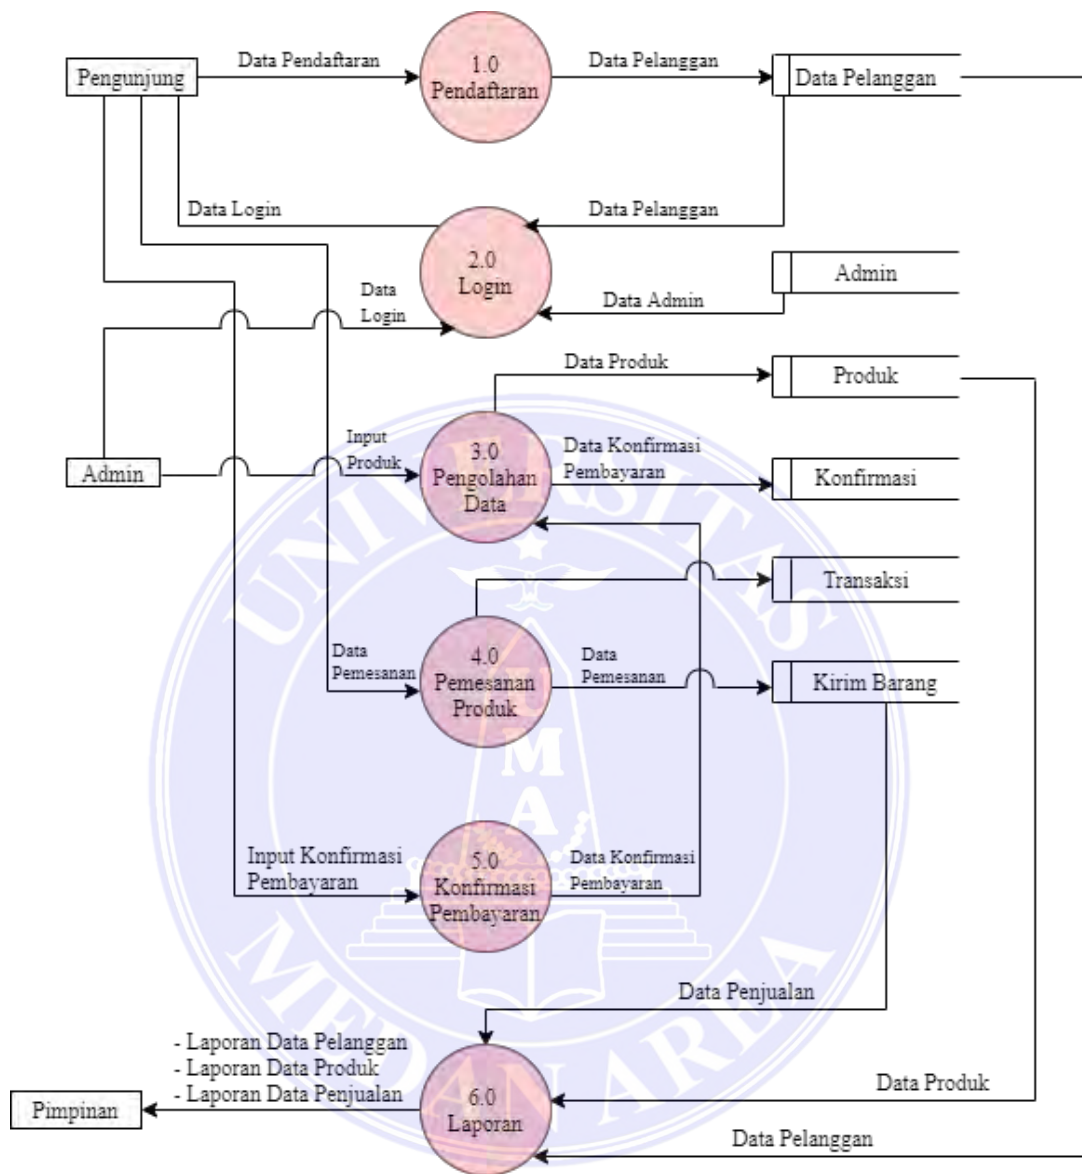 Pengunjung
Data Pendaftaran
1.0
Pendaftaran
Data Pelanggan
Data Pelanggan
Data Login
2.0
Login
Data Pelanggan
Admin
Data Admin
Data
Login
Data Produk
Produk
Admin
Input
Produk
3.0
Pengolahan
Data
Data Konfirmasi
Pembayaran
Konfirmasi
Transaksi
Data
Pemesanan
4.0
Pemesanan
Produk
Data
Pemesanan
Kirim Barang
Input Konfirmasi
Pembayaran
5.0
Konfirmasi
Pembayaran
Data Konfirmasi
Pembayaran
Data Penjualan
- Laporan Data Pelanggan
- Laporan Data Produk
- Laporan Data Penjualan
Pimpinan
6.0
Laporan
Data Produk
Data Pelanggan
UNIVERSITAS
MEDAN AREA
U
M
A